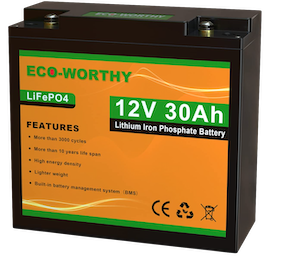 ECO-WORTHY
LiFePO4
12V 30Ah
Lithium Iron Phosphate Battery
FEATURES
• More than 3000 cycles
• More than 10 years life span
• High energy density
• Lighter weight
• Built-in battery management system (BMS)
CE